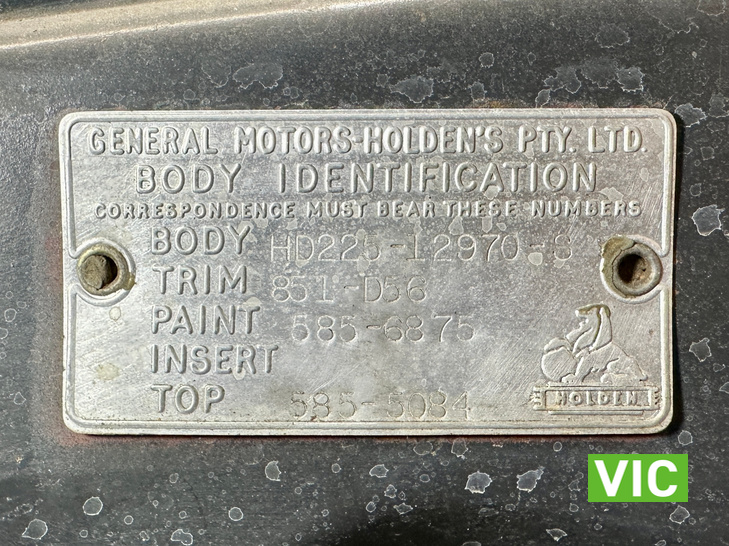 GENERAL MOTORS-HOLDEN'S PTY. LTD.
BODY IDENTIFICATION
CORRESPONDENCE MUST BEAR THESE NUMBERS
BODY HD225-12970-S
TRIM 851-D56
PAINT 585-6875
INSERT
TOP 585-5084
HOLDEN
VIC